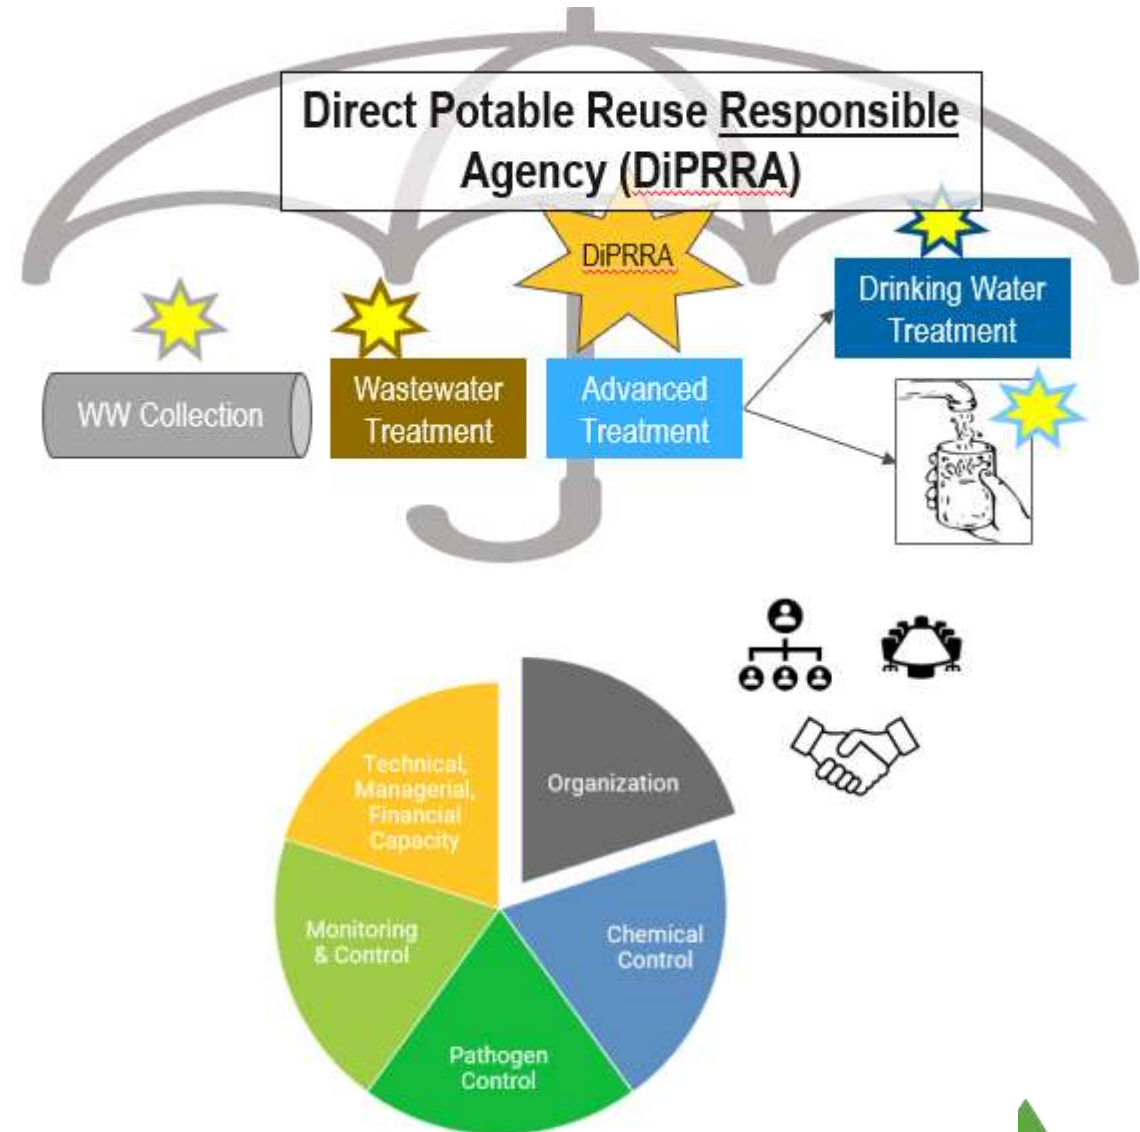 Direct Potable Reuse Responsible
Agency (DiPRRA)
DiPRRA
Drinking Water
Treatment
WW Collection
Wastewater
Treatment
Advanced
Treatment
Technical,
Managerial,
Financial
Capacity
Organization
Monitoring
& Control
Chemical
Control
Pathogen
Control